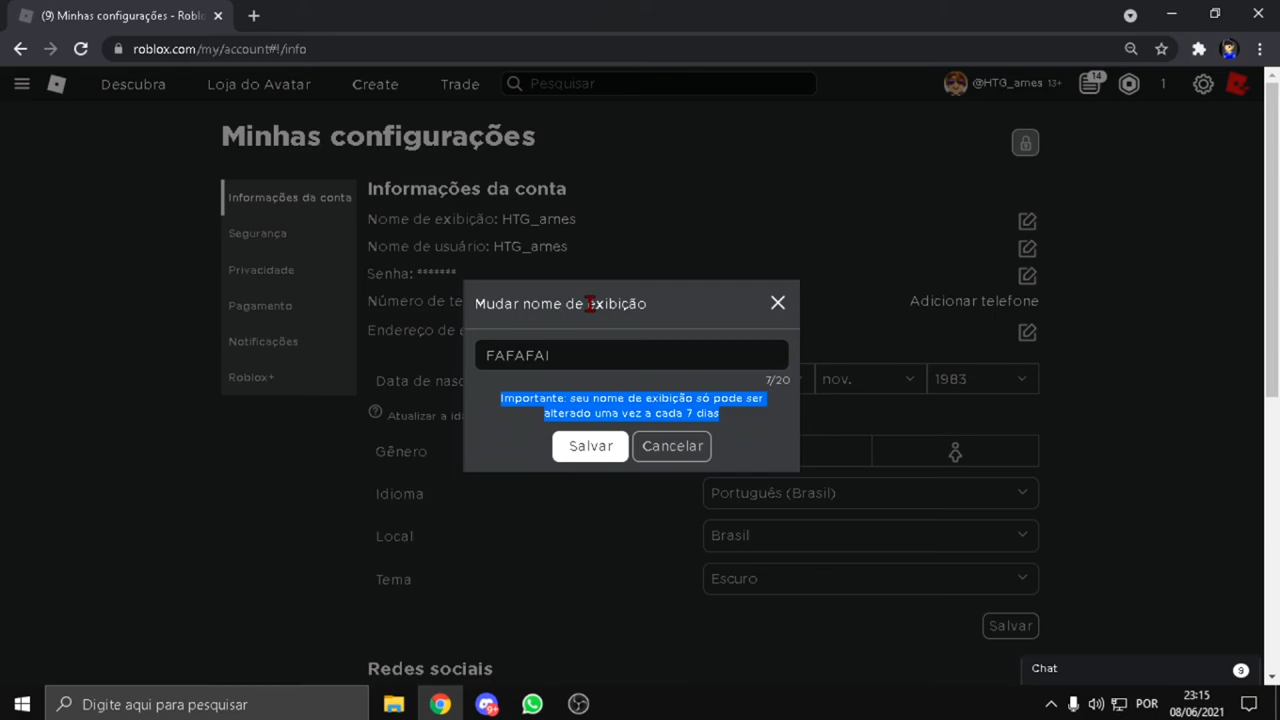 (9) Minhas configurações - Roblo
roblox.com/my/account#!/info
Descubra Loja do Avatar Create Trade Pesquisar @HTG_ames 13+ 14 1
Minhas configurações
Informações da conta
Segurança
Privacidade
Pagamento
Notificações
Roblox+
Informações da conta
Nome de exibição: HTG_ames
Nome de usuário: HTG_ames
Senha: *******
Número de te
Adicionar telefone
Endereço de e
Mudar nome de exibição
FAFAFAI
7/20
Importante: seu nome de exibição só pode ser
alterado uma vez a cada 7 dias
Salvar Cancelar
Data de nasc nov. 1983
Atualizar a ida
Gênero
Idioma Português (Brasil)
Local Brasil
Tema Escuro
Salvar
Redes sociais
Chat 9
Digite aqui para pesquisar
POR
23:15
08/06/2021